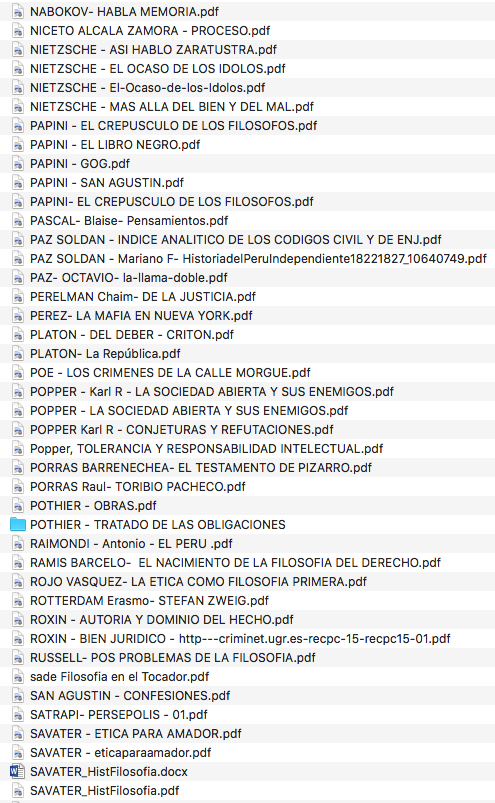 NABOKOV- HABLA MEMORIA.pdf
NICETO ALCALA ZAMORA - PROCESO.pdf
NIETZSCHE - ASI HABLO ZARATUSTRA.pdf
NIETZSCHE - EL OCASO DE LOS IDOLOS.pdf
NIETZSCHE - El-Ocaso-de-los-Idolos.pdf
NIETZSCHE - MAS ALLA DEL BIEN Y DEL MAL.pdf
PAPINI - EL CREPUSCULO DE LOS FILOSOFOS.pdf
PAPINI - EL LIBRO NEGRO.pdf
PAPINI - GOG.pdf
PAPINI - SAN AGUSTIN.pdf
PAPINI- EL CREPUSCULO DE LOS FILOSOFOS.pdf
PASCAL- Blaise- Pensamientos.pdf
PAZ SOLDAN - INDICE ANALITICO DE LOS CODIGOS CIVIL Y DE ENJ.pdf
PAZ SOLDAN - Mariano F- HistoriadelPeruIndependiente18221827_10640749.pdf
PAZ- OCTAVIO- la-llama-doble.pdf
PERELMAN Chaim- DE LA JUSTICIA.pdf
PEREZ- LA MAFIA EN NUEVA YORK.pdf
PLATON - DEL DEBER - CRITON.pdf
PLATON- La República.pdf
POE - LOS CRIMENES DE LA CALLE MORGUE.pdf
POPPER - Karl R - LA SOCIEDAD ABIERTA Y SUS ENEMIGOS.pdf
POPPER - LA SOCIEDAD ABIERTA Y SUS ENEMIGOS.pdf
POPPER Karl R - CONJETURAS Y REFUTACIONES.pdf
Popper, TOLERANCIA Y RESPONSABILIDAD INTELECTUAL.pdf
PORRAS BARRENECHEA- EL TESTAMENTO DE PIZARRO.pdf
PORRAS Raul- TORIBIO PACHECO.pdf
POTHIER - OBRAS.pdf
POTHIER - TRATADO DE LAS OBLIGACIONES
RAIMONDI - Antonio - EL PERU .pdf
RAMIS BARCELO-  EL NACIMIENTO DE LA FILOSOFIA DEL DERECHO.pdf
ROJO VASQUEZ- LA ETICA COMO FILOSOFIA PRIMERA.pdf
ROTTERDAM Erasmo- STEFAN ZWEIG.pdf
ROXIN - AUTORIA Y DOMINIO DEL HECHO.pdf
ROXIN - BIEN JURIDICO - http---criminet.ugr.es-recpc-15-recpc15-01.pdf
RUSSELL- POS PROBLEMAS DE LA FILOSOFIA.pdf
sade Filosofia en el Tocador.pdf
SAN AGUSTIN - CONFESIONES.pdf
SATRAPI- PERSEPOLIS - 01.pdf
SAVATER - ETICA PARA AMADOR.pdf
SAVATER - eticaparaamador.pdf
SAVATER_HistFilosofia.docx
SAVATER_HistFilosofia.pdf